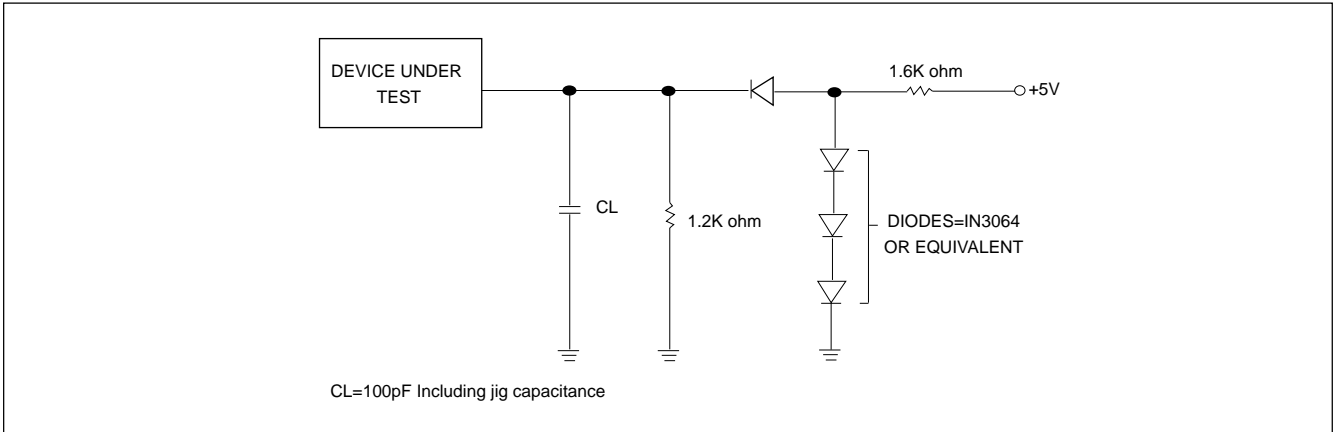 DEVICE UNDER
TEST
1.6K ohm
+5V
CL
1.2K ohm
DIODES=IN3064
OR EQUIVALENT
CL=100pF Including jig capacitance